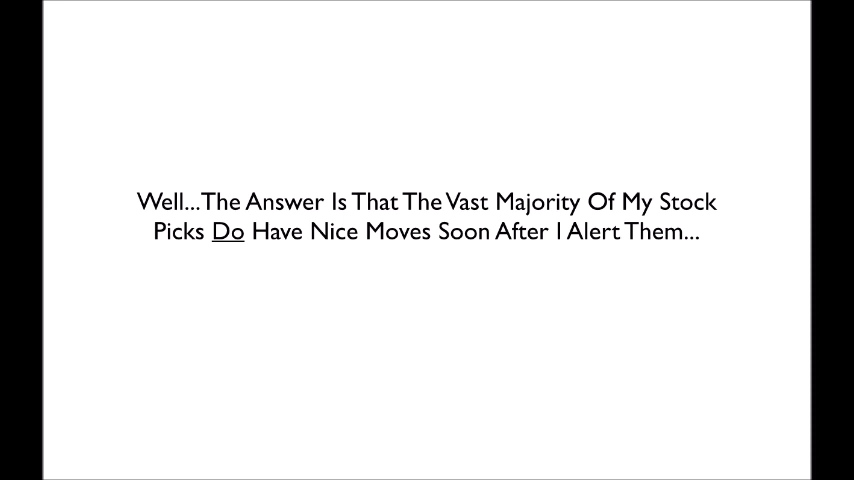 Well...The Answer Is That The Vast Majority Of My Stock
Picks Do Have Nice Moves Soon After I Alert Them...